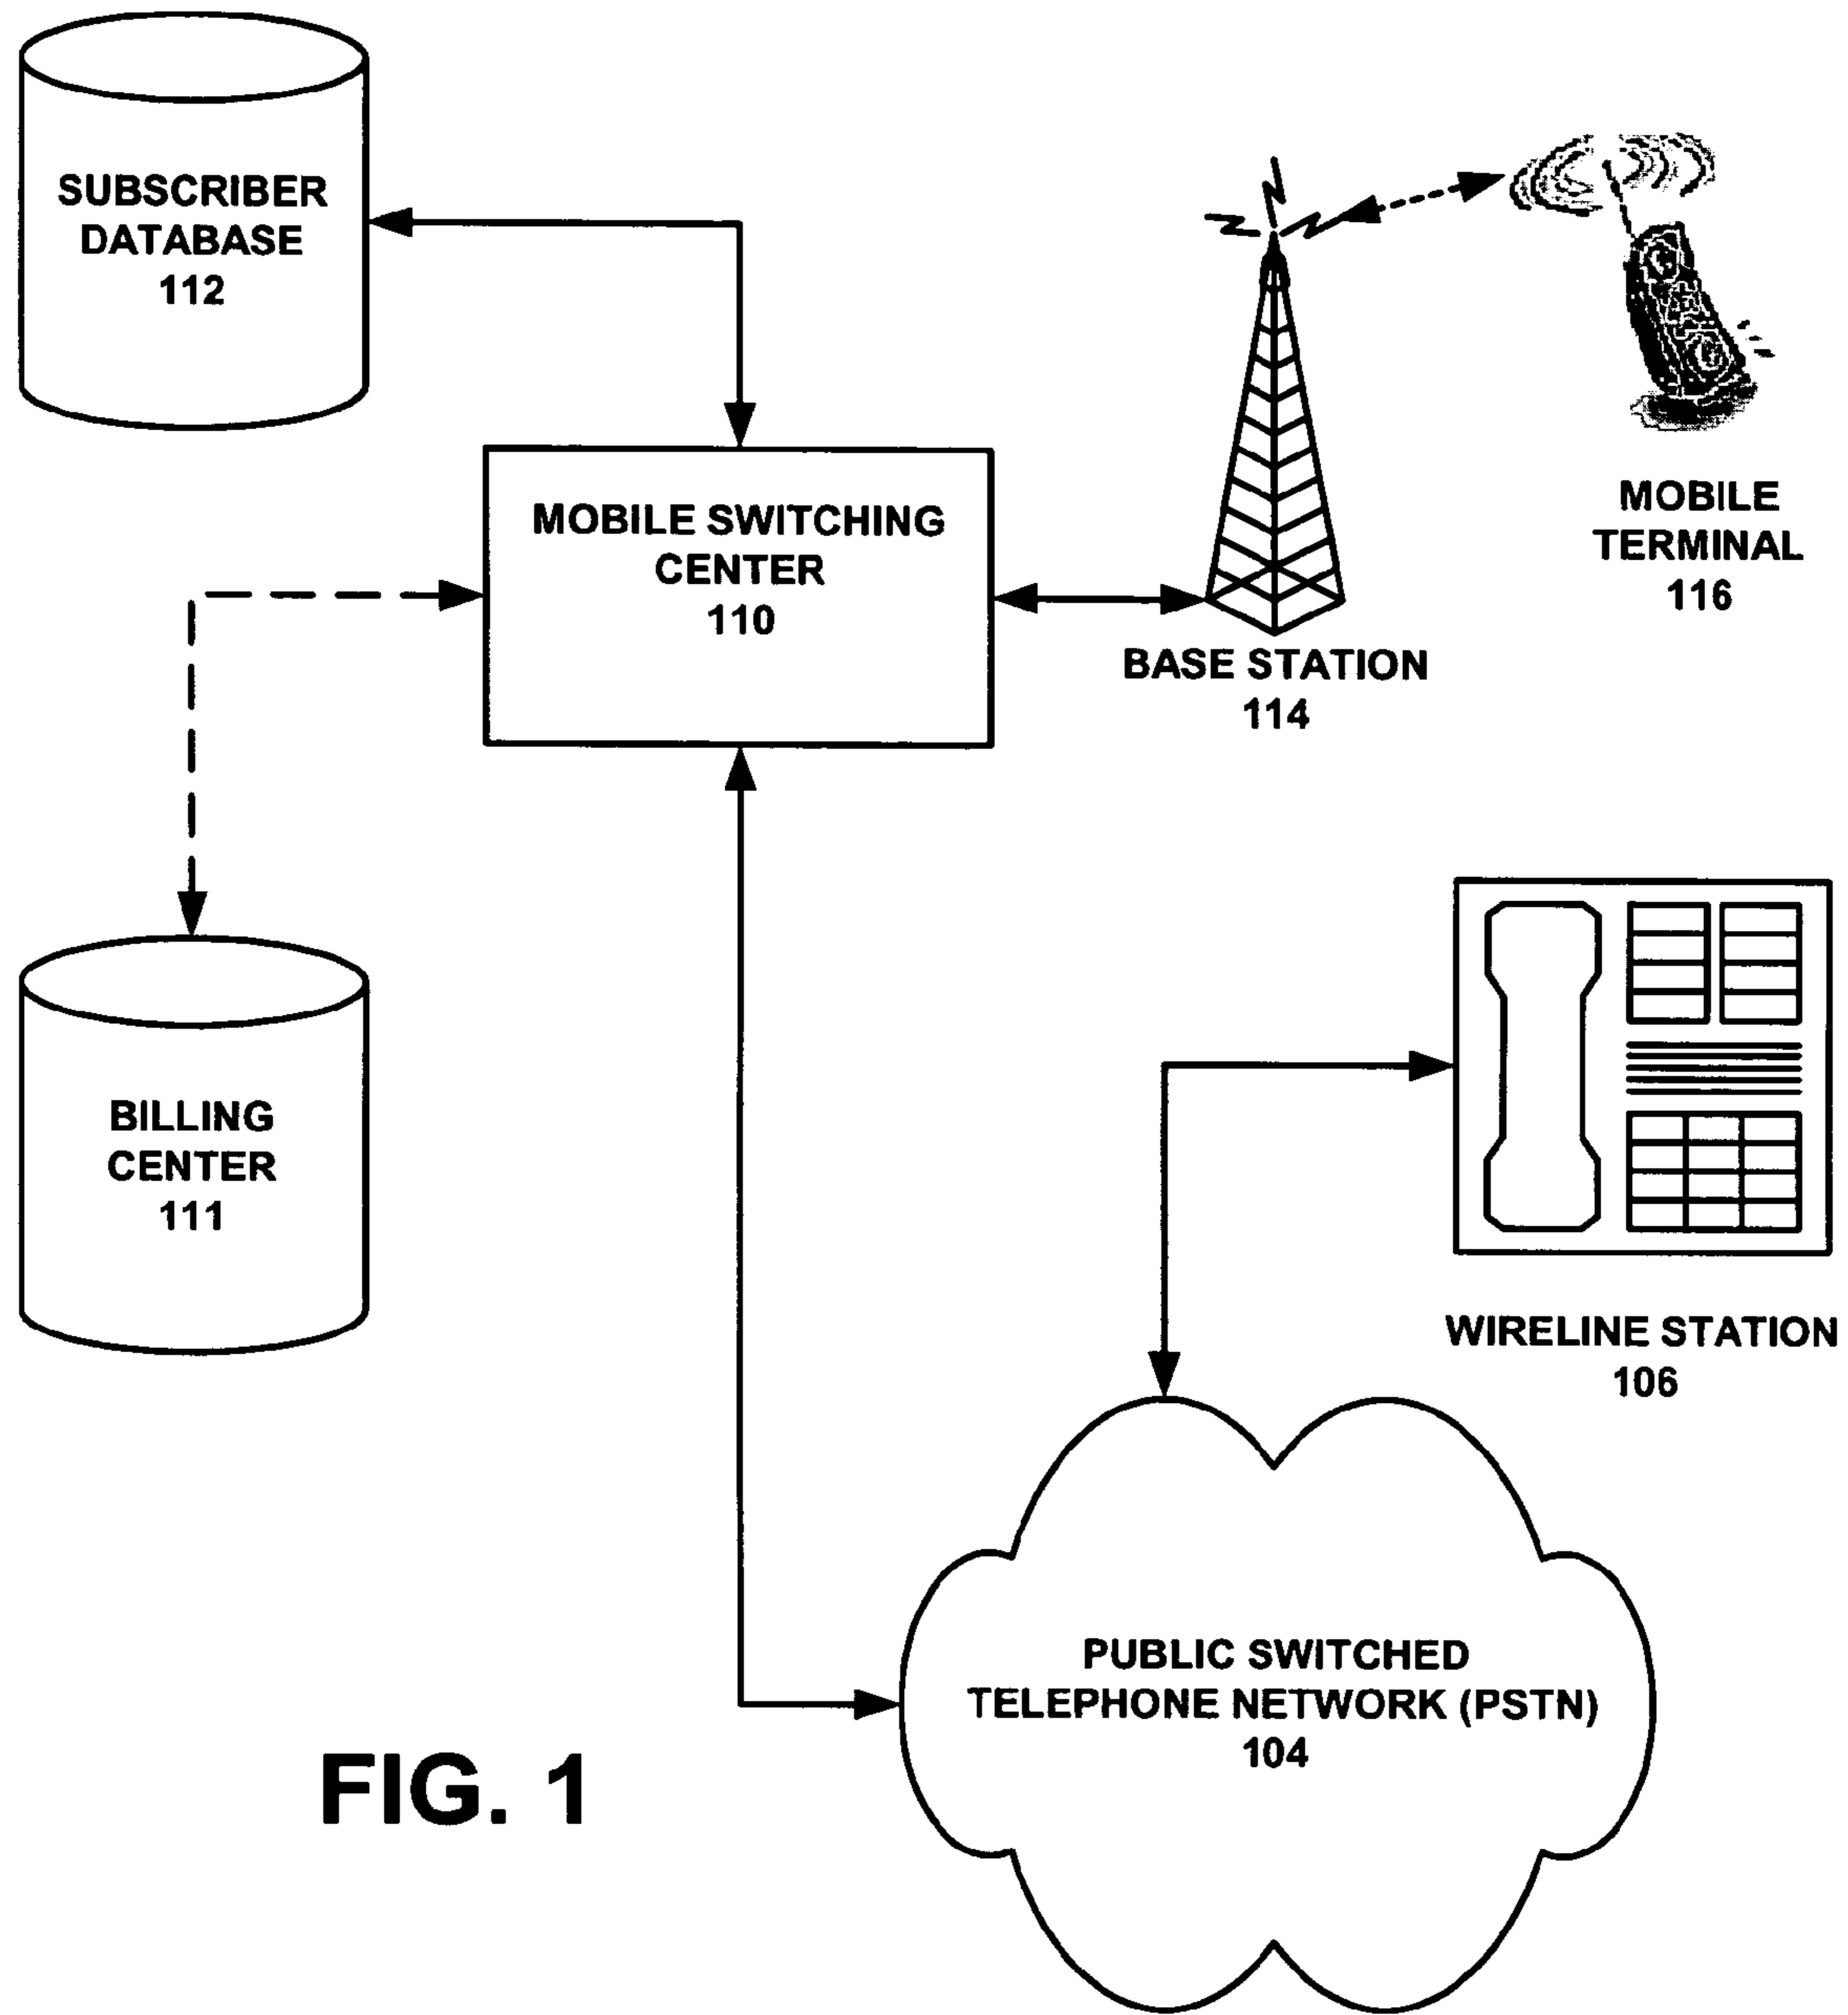 SUBSCRIBER
DATABASE
112
MOBILE SWITCHING
CENTER
110
MOBILE
TERMINAL
116
BASE STATION
114
BILLING
CENTER
111
WIRELINE STATION
106
PUBLIC SWITCHED
TELEPHONE NETWORK (PSTN)
104
FIG. 1